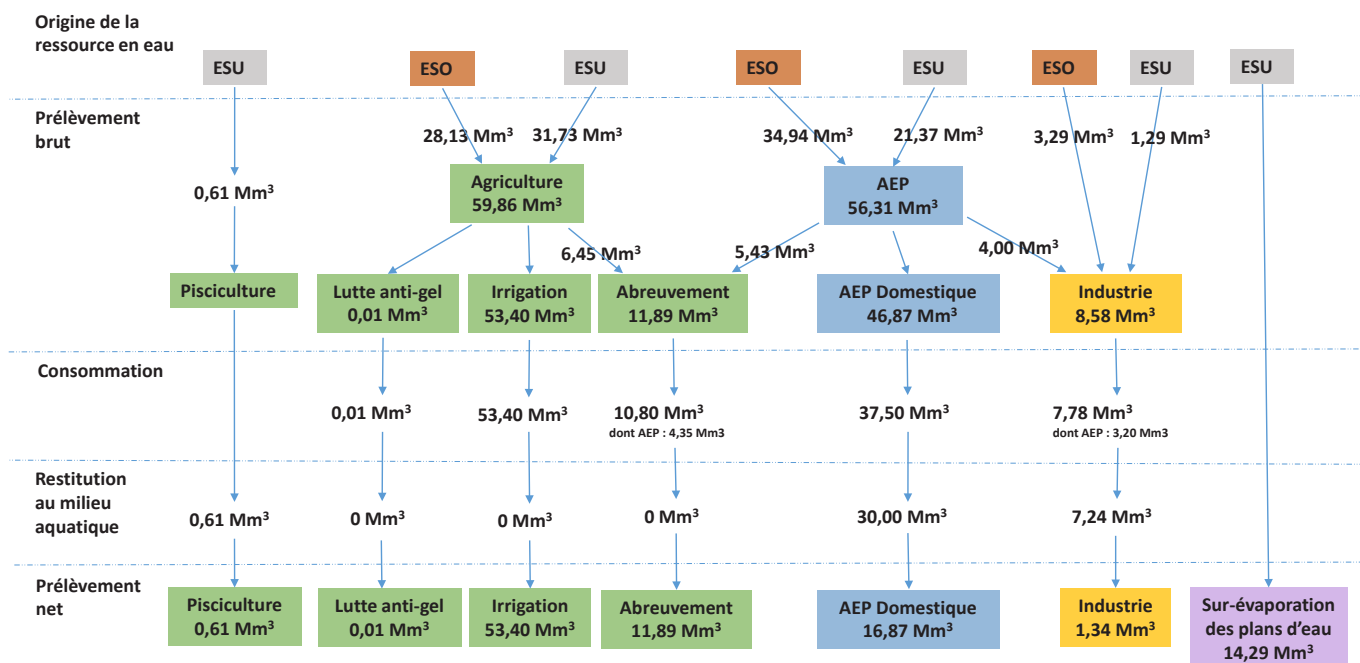 Origine de la
ressource en eau
ESU
ESO
ESU
ESO
ESU
ESO
ESU
ESU
Prélèvement
brut
28,13 Mm³
31,73 Mm³
34,94 Mm³
21,37 Mm³
3,29 Mm³
1,29 Mm³
0,61 Mm³
Agriculture
59,86 Mm³
AEP
56,31 Mm³
6,45 Mm³
5,43 Mm³
4,00 Mm³
Pisciculture
Lutte anti-gel
0,01 Mm³
Irrigation
53,40 Mm³
Abreuvement
11,89 Mm³
AEP Domestique
46,87 Mm³
Industrie
8,58 Mm³
Consommation
0,01 Mm³
53,40 Mm³
10,80 Mm³
dont AEP : 4,35 Mm3
37,50 Mm³
7,78 Mm³
dont AEP : 3,20 Mm3
Restitution
au milieu
aquatique
0,61 Mm³
0 Mm³
0 Mm³
0 Mm³
30,00 Mm³
7,24 Mm³
Prélèvement
net
Pisciculture
0,61 Mm³
Lutte anti-gel
0,01 Mm³
Irrigation
53,40 Mm³
Abreuvement
11,89 Mm³
AEP Domestique
16,87 Mm³
Industrie
1,34 Mm³
Sur-évaporation
des plans d'eau
14,29 Mm³